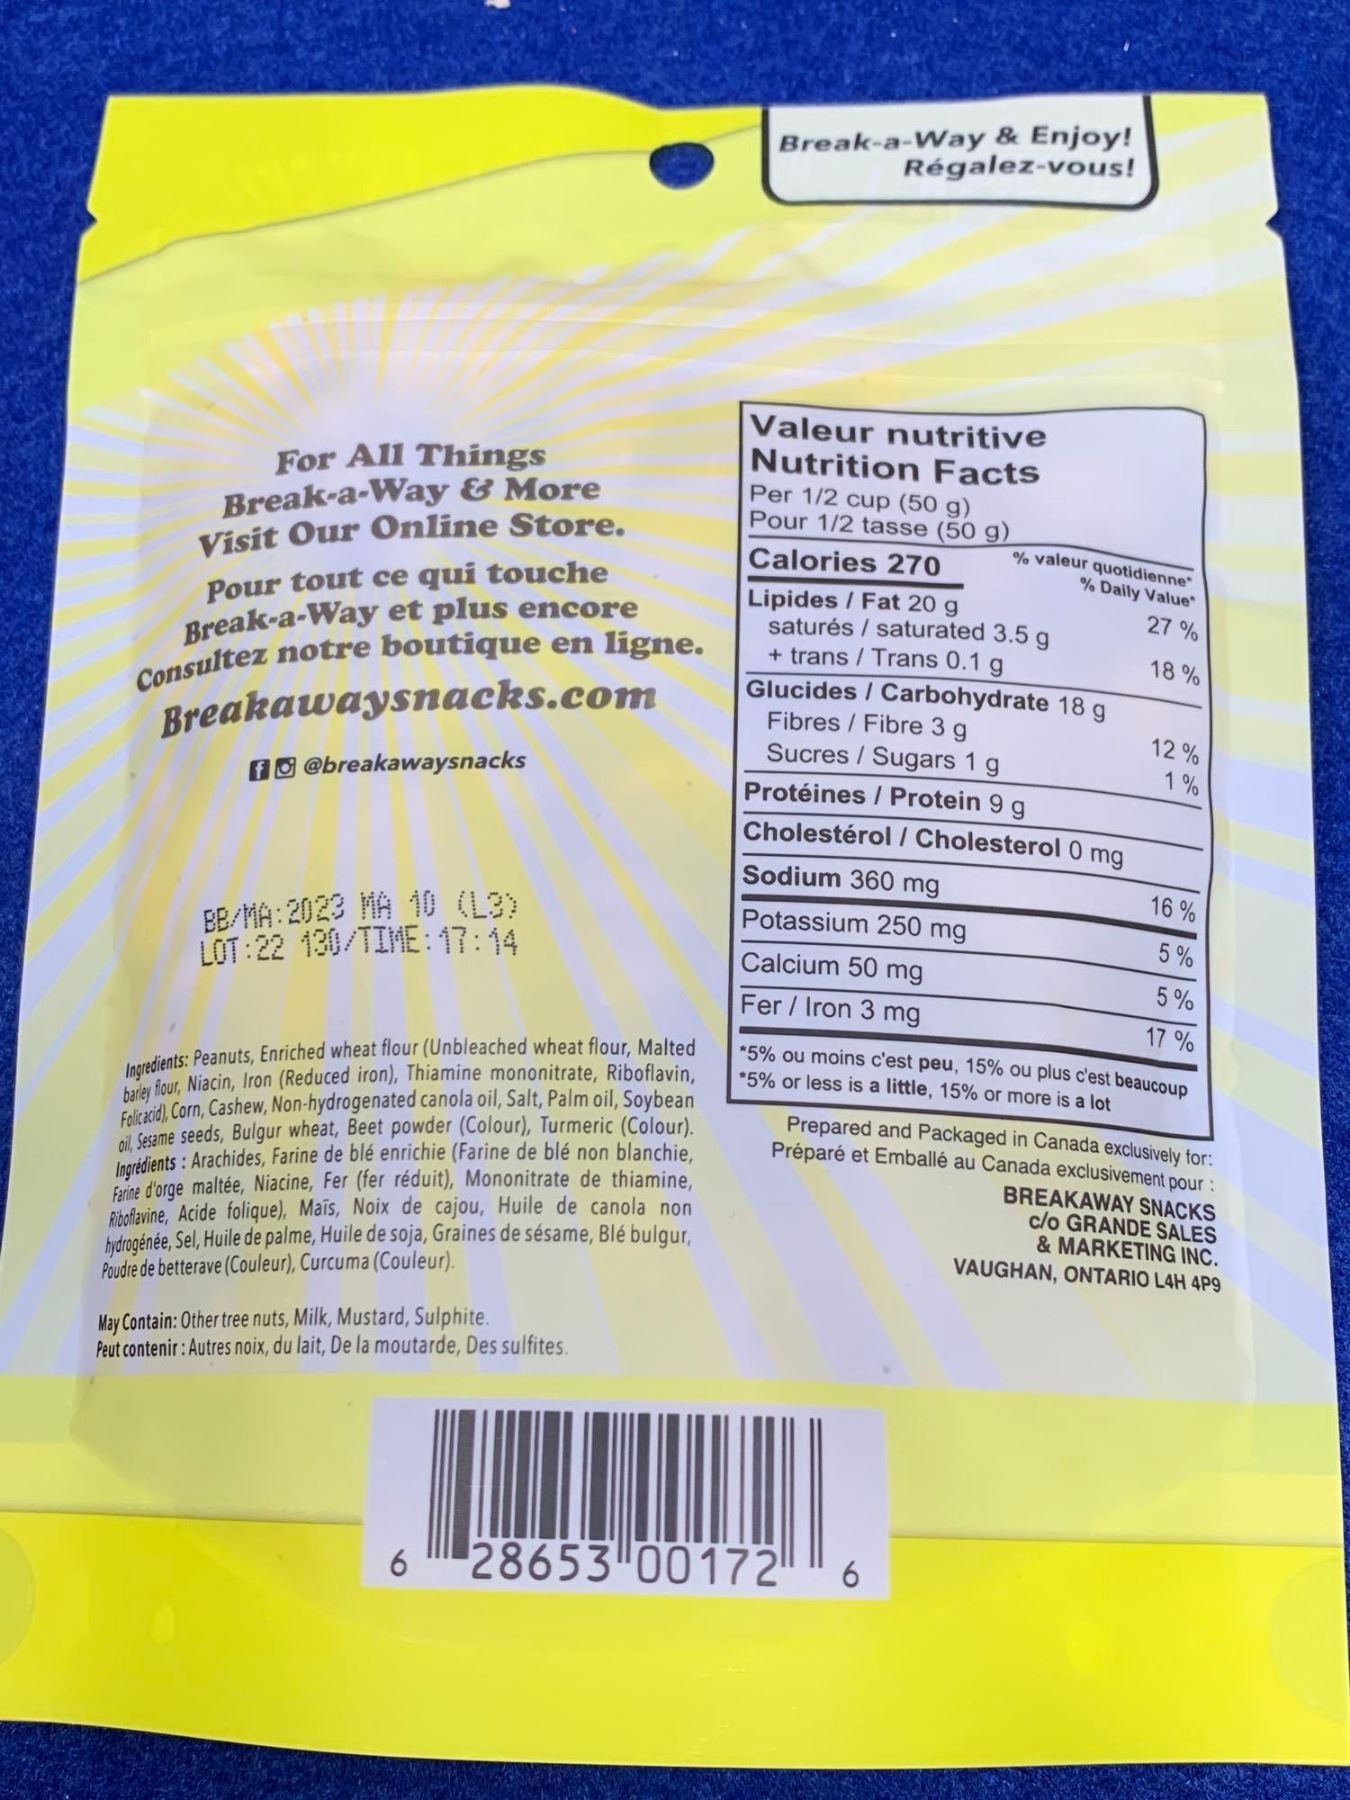 Break-a-Way & Enjoy!
Régalez-vous!
For All Things
Break-a-Way & More
Visit Our Online Store.
Pour tout ce qui touche
Break-a-Way et plus encore
Consultez notre boutique en ligne.
Breakawaysnacks.com
@breakawaysnacks
BB/MA:2023 MA 10 (L3)
LOT:22 130/TIME:17:14
Ingredients: Peanuts, Enriched wheat flour (Unbleached wheat flour, Malted
barley flour, Niacin, Iron (Reduced iron), Thiamine mononitrate, Riboflavin,
Folic acid), Corn, Cashew, Non-hydrogenated canola oil, Salt, Palm oil, Soybean
oil, Sesame seeds, Bulgur wheat, Beet powder (Colour), Turmeric (Colour).
Ingrédients : Arachides, Farine de blé enrichie (Farine de blé non blanchie,
Farine d'orge maltée, Niacine, Fer (fer réduit), Mononitrate de thiamine,
Riboflavine, Acide folique), Maïs, Noix de cajou, Huile de canola non
hydrogénée, Sel, Huile de palme, Huile de soja, Graines de sésame, Blé bulgur,
Poudre de betterave (Couleur), Curcuma (Couleur).
May Contain: Other tree nuts, Milk, Mustard, Sulphite.
Peut contenir : Autres noix, du lait, De la moutarde, Des sulfites.
Valeur nutritive
Nutrition Facts
Per 1/2 cup (50 g)
Pour 1/2 tasse (50 g)
Calories 270 % valeur quotidienne*
% Daily Value*
Lipides / Fat 20 g 27 %
saturés / saturated 3.5 g
+ trans / Trans 0.1 g 18 %
Glucides / Carbohydrate 18 g
Fibres / Fibre 3 g 12 %
Sucres / Sugars 1 g 1 %
Protéines / Protein 9 g
Cholestérol / Cholesterol 0 mg
Sodium 360 mg 16 %
Potassium 250 mg 5 %
Calcium 50 mg 5 %
Fer / Iron 3 mg 17 %
*5% ou moins c'est peu, 15% ou plus c'est beaucoup
*5% or less is a little, 15% or more is a lot
Prepared and Packaged in Canada exclusively for:
Préparé et Emballé au Canada exclusivement pour :
BREAKAWAY SNACKS
c/o GRANDE SALES
& MARKETING INC.
VAUGHAN, ONTARIO L4H 4P9
6 28653 00172 6